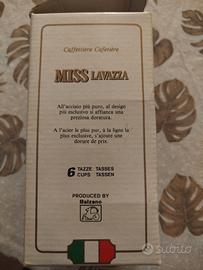 Caffettiera Cafetière
MISS LAVAZZA
All'acciaio più puro, al design
più esclusivo si affianca una
preziosa doratura.
A l'acier le plus pur, à la ligne la
plus exclusive, s'ajoute une
dorure de prix.
6 TAZZE TASSES
CUPS TASSEN
PRODUCED BY
Balzano
subito